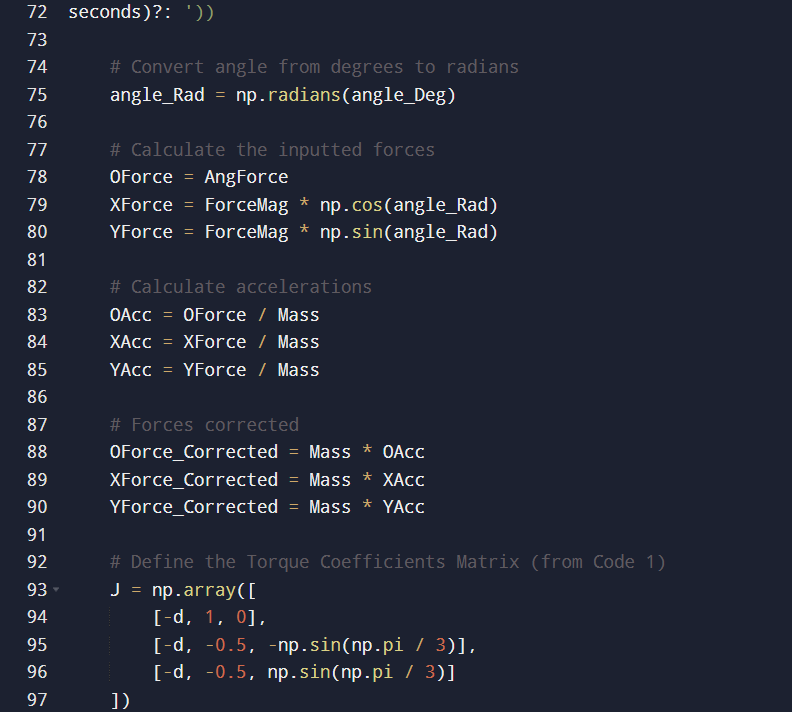 72 seconds)?: '))
73
74 # Convert angle from degrees to radians
75 angle_Rad = np.radians(angle_Deg)
76
77 # Calculate the inputted forces
78 OForce = AngForce
79 XForce = ForceMag * np.cos(angle_Rad)
80 YForce = ForceMag * np.sin(angle_Rad)
81
82 # Calculate accelerations
83 OAcc = OForce / Mass
84 XAcc = XForce / Mass
85 YAcc = YForce / Mass
86
87 # Forces corrected
88 OForce_Corrected = Mass * OAcc
89 XForce_Corrected = Mass * XAcc
90 YForce_Corrected = Mass * YAcc
91
92 # Define the Torque Coefficients Matrix (from Code 1)
93 J = np.array([
94 [-d, 1, 0],
95 [-d, -0.5, -np.sin(np.pi / 3)],
96 [-d, -0.5, np.sin(np.pi / 3)]
97 ])